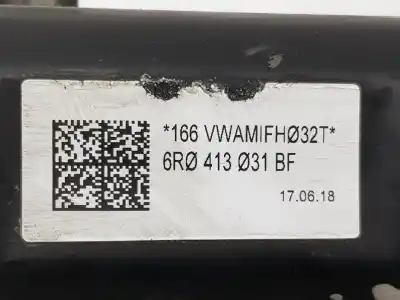 *166 VWAMIFHØ32T*
6RØ 413 Ø31 BF
17.06.18